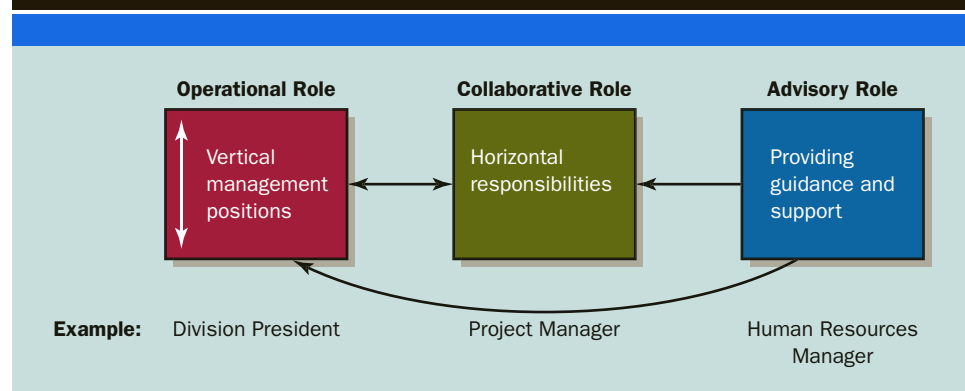 Operational Role
Collaborative Role
Advisory Role
Vertical
management
positions
Horizontal
responsibilities
Providing
guidance and
support
Example:
Division President
Project Manager
Human Resources
Manager